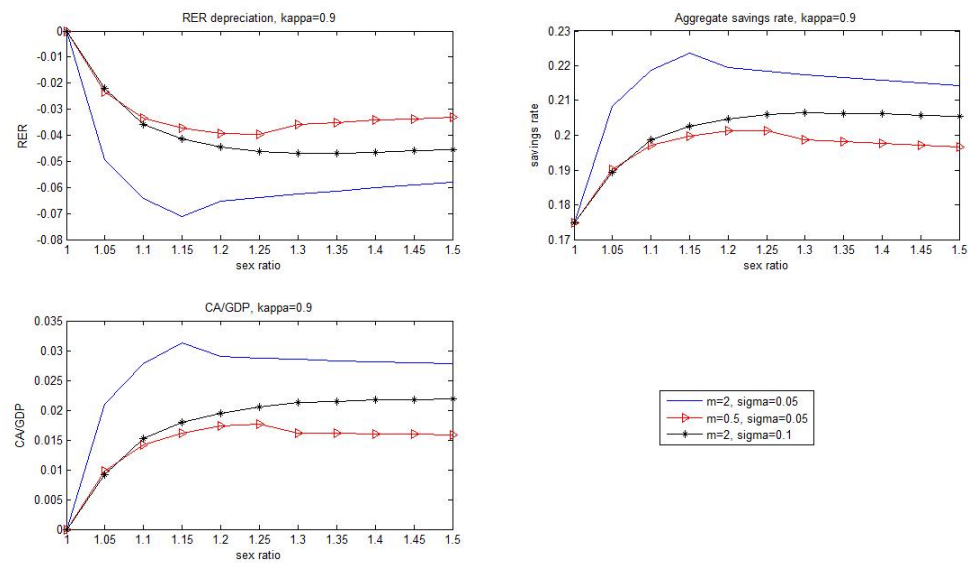 RER depreciation, kappa=0.9
0
-0.01
-0.02
-0.03
-0.04
-0.05
-0.06
-0.07
-0.08
RER
1 1.05 1.1 1.15 1.2 1.25 1.3 1.35 1.4 1.45 1.5
sex ratio
Aggregate savings rate, kappa=0.9
0.23
0.22
0.21
0.2
0.19
0.18
0.17
savings rate
1 1.05 1.1 1.15 1.2 1.25 1.3 1.35 1.4 1.45 1.5
sex ratio
CA/GDP, kappa=0.9
0.035
0.03
0.025
0.02
0.015
0.01
0.005
0
CA/GDP
1 1.05 1.1 1.15 1.2 1.25 1.3 1.35 1.4 1.45 1.5
sex ratio
m=2, sigma=0.05
m=0.5, sigma=0.05
m=2, sigma=0.1